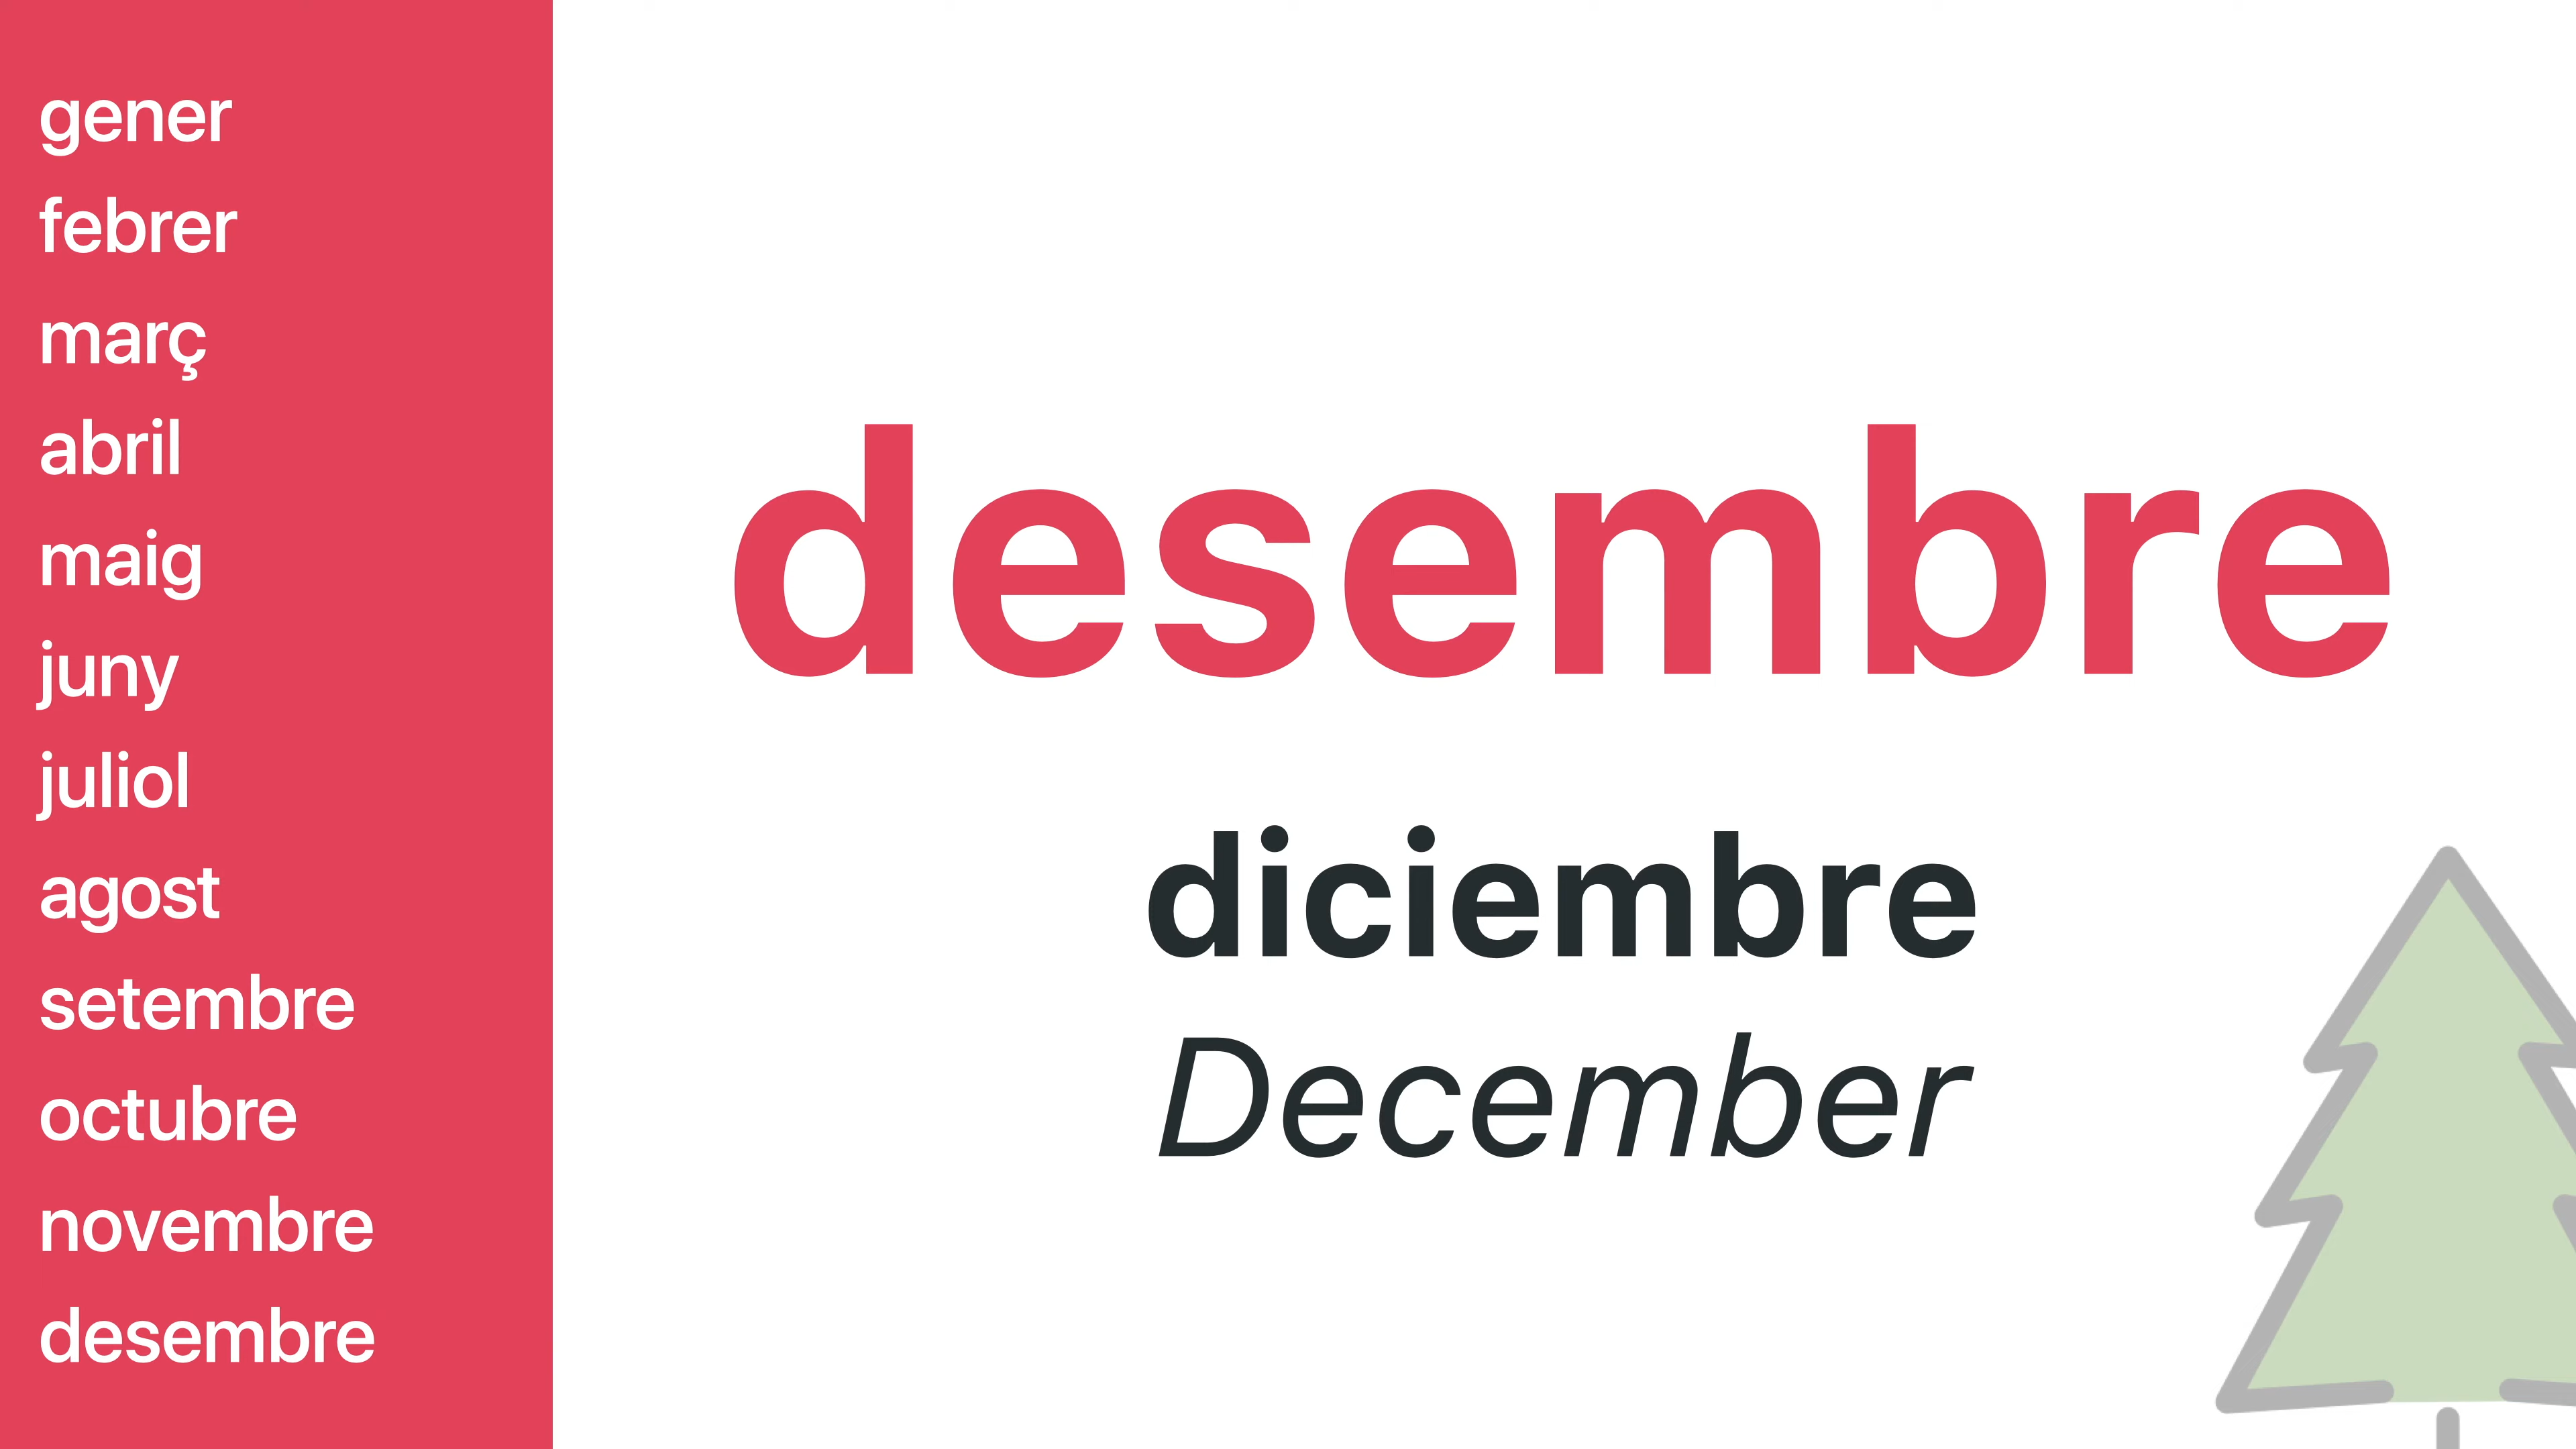 gener
febrer
març
abril
maig
juny
juliol
agost
setembre
octubre
novembre
desembre
desembre
diciembre
December